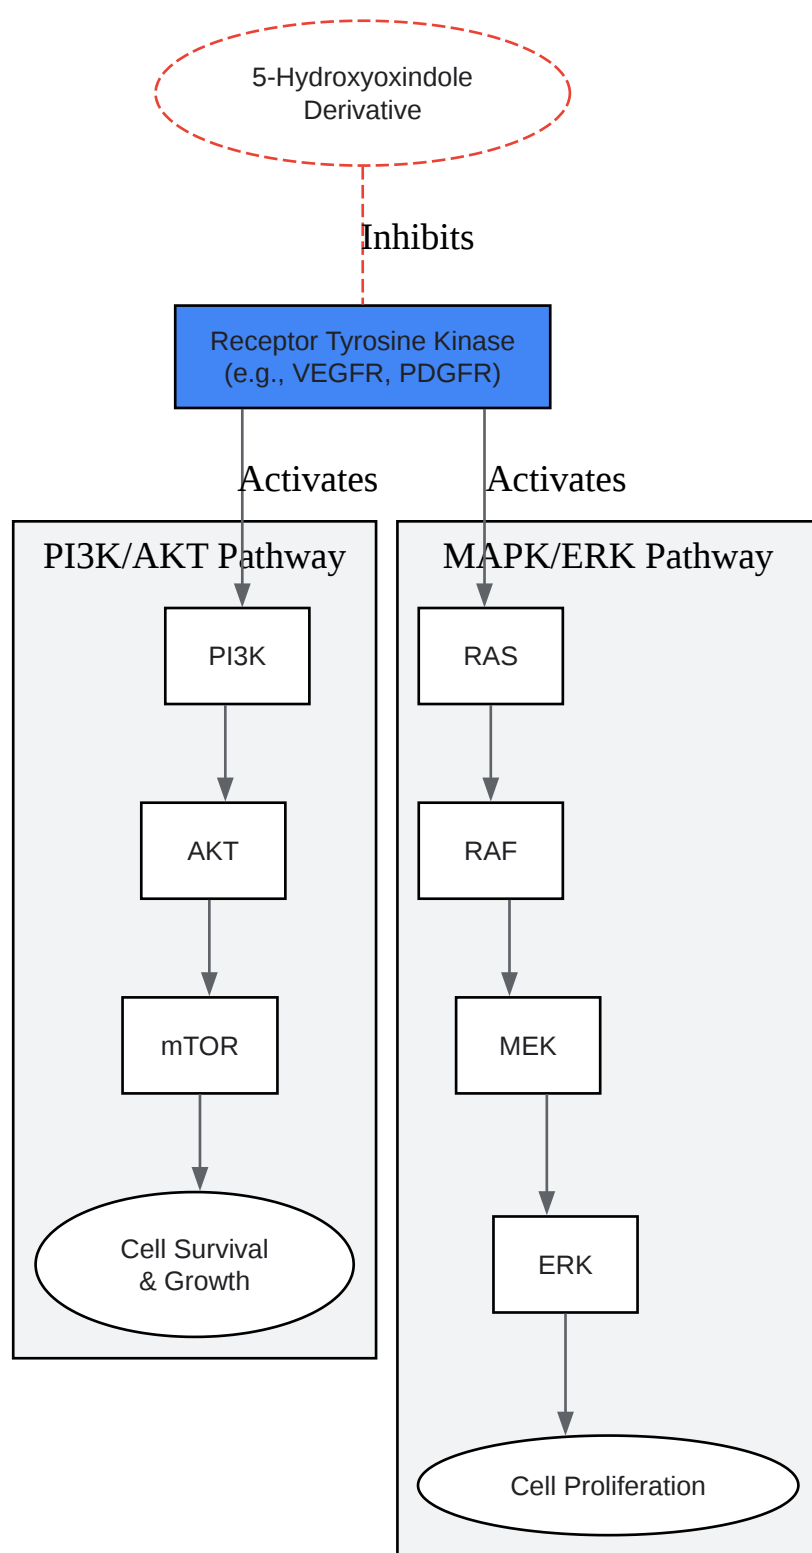 5-Hydroxyoxindole
Derivative
Inhibits
Receptor Tyrosine Kinase
(e.g., VEGFR, PDGFR)
Activates
Activates
PI3K/AKT Pathway
PI3K
AKT
mTOR
Cell Survival
& Growth
MAPK/ERK Pathway
RAS
RAF
MEK
ERK
Cell Proliferation